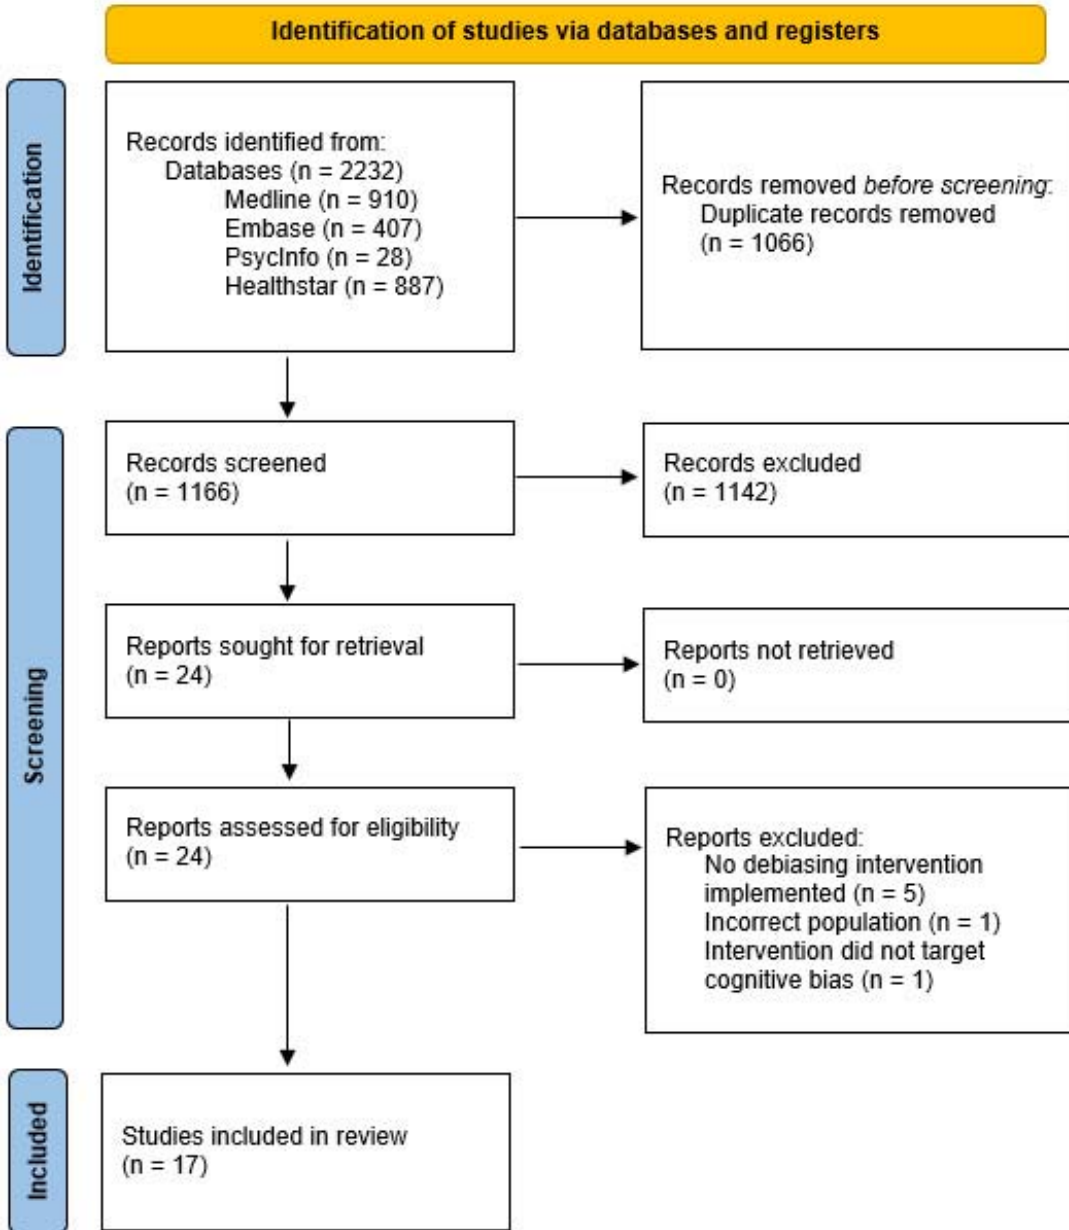 Identification of studies via databases and registers
Identification
Records identified from:
Databases (n = 2232)
Medline (n = 910)
Embase (n = 407)
PsycInfo (n = 28)
Healthstar (n = 887)
Records removed before screening:
Duplicate records removed
(n = 1066)
Screening
Records screened
(n = 1166)
Records excluded
(n = 1142)
Reports sought for retrieval
(n = 24)
Reports not retrieved
(n = 0)
Reports assessed for eligibility
(n = 24)
Reports excluded:
No debiasing intervention
implemented (n = 5)
Incorrect population (n = 1)
Intervention did not target
cognitive bias (n = 1)
Included
Studies included in review
(n = 17)